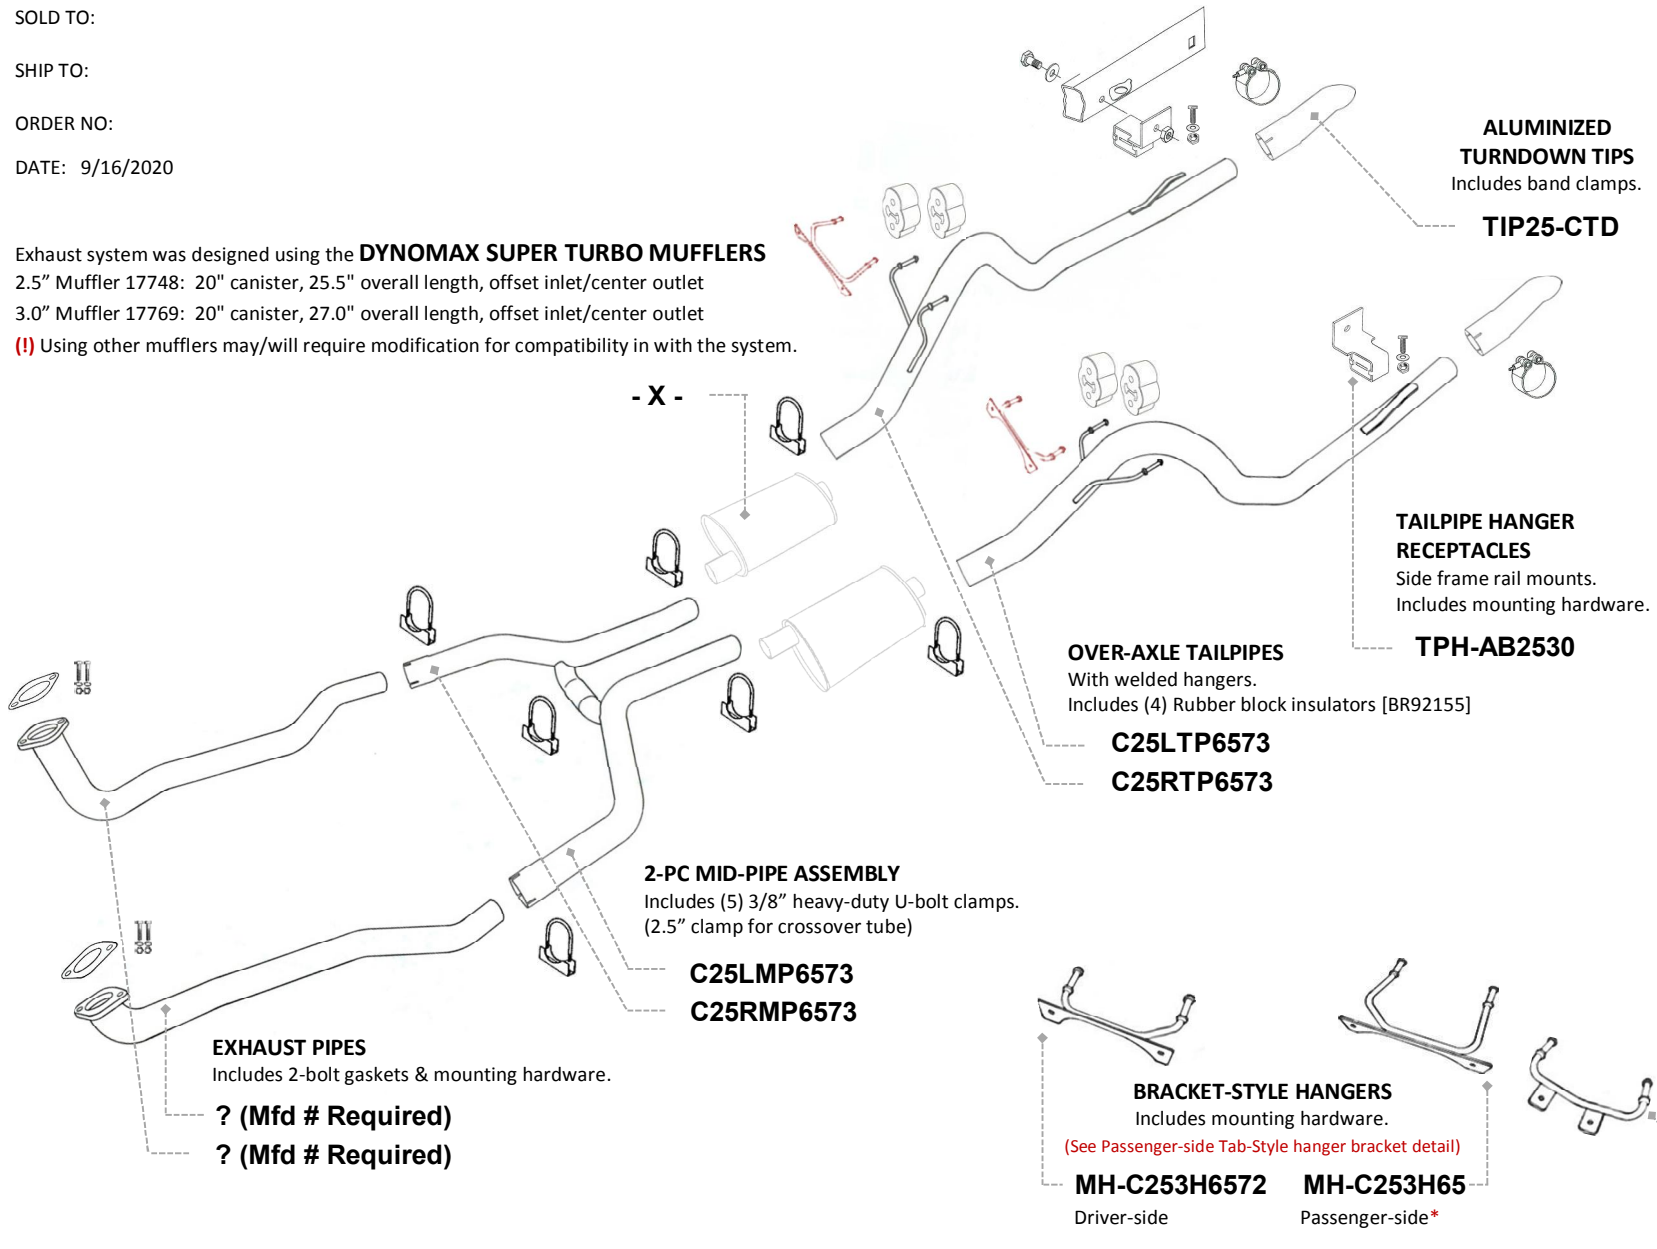 SOLD TO:
SHIP TO:
ORDER NO:
DATE: 9/16/2020
Exhaust system was designed using the DYNOMAX SUPER TURBO MUFFLERS
2.5” Muffler 17748: 20" canister, 25.5" overall length, offset inlet/center outlet
3.0” Muffler 17769: 20" canister, 27.0" overall length, offset inlet/center outlet
(!) Using other mufflers may/will require modification for compatibility in with the system.
- X -
ALUMINIZED
TURNDOWN TIPS
Includes band clamps.
TIP25-CTD
TAILPIPE HANGER
RECEPTACLES
Side frame rail mounts.
Includes mounting hardware.
TPH-AB2530
OVER-AXLE TAILPIPES
With welded hangers.
Includes (4) Rubber block insulators [BR92155]
C25LTP6573
C25RTP6573
2-PC MID-PIPE ASSEMBLY
Includes (5) 3/8” heavy-duty U-bolt clamps.
(2.5” clamp for crossover tube)
C25LMP6573
C25RMP6573
EXHAUST PIPES
Includes 2-bolt gaskets & mounting hardware.
? (Mfd # Required)
? (Mfd # Required)
BRACKET-STYLE HANGERS
Includes mounting hardware.
(See Passenger-side Tab-Style hanger bracket detail)
MH-C253H6572 MH-C253H65
Driver-side Passenger-side*